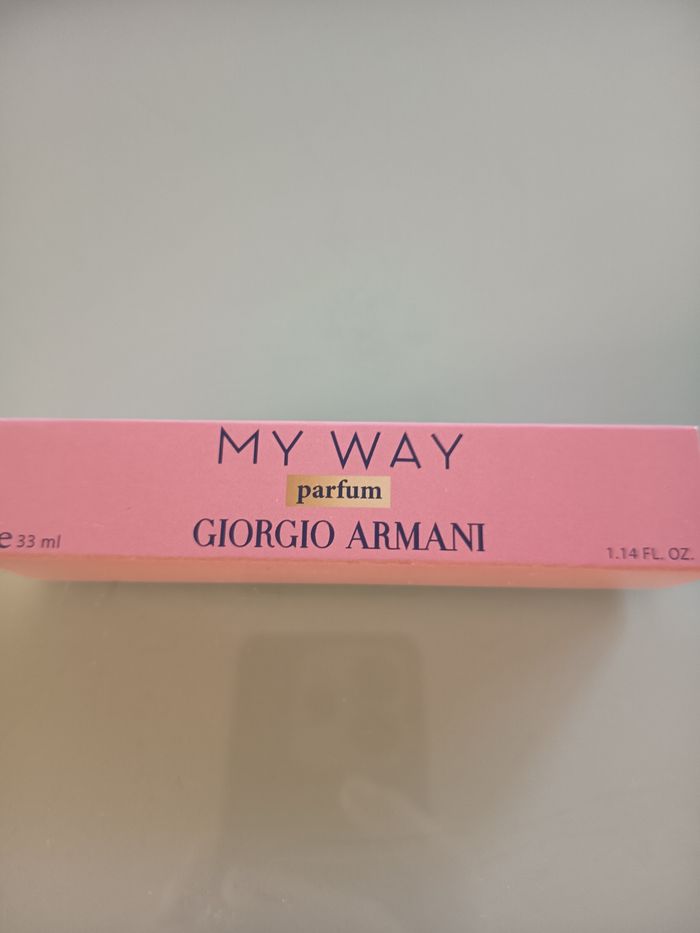 MY WAY
parfum
GIORGIO ARMANI
e 33 ml
1.14 FL. OZ.